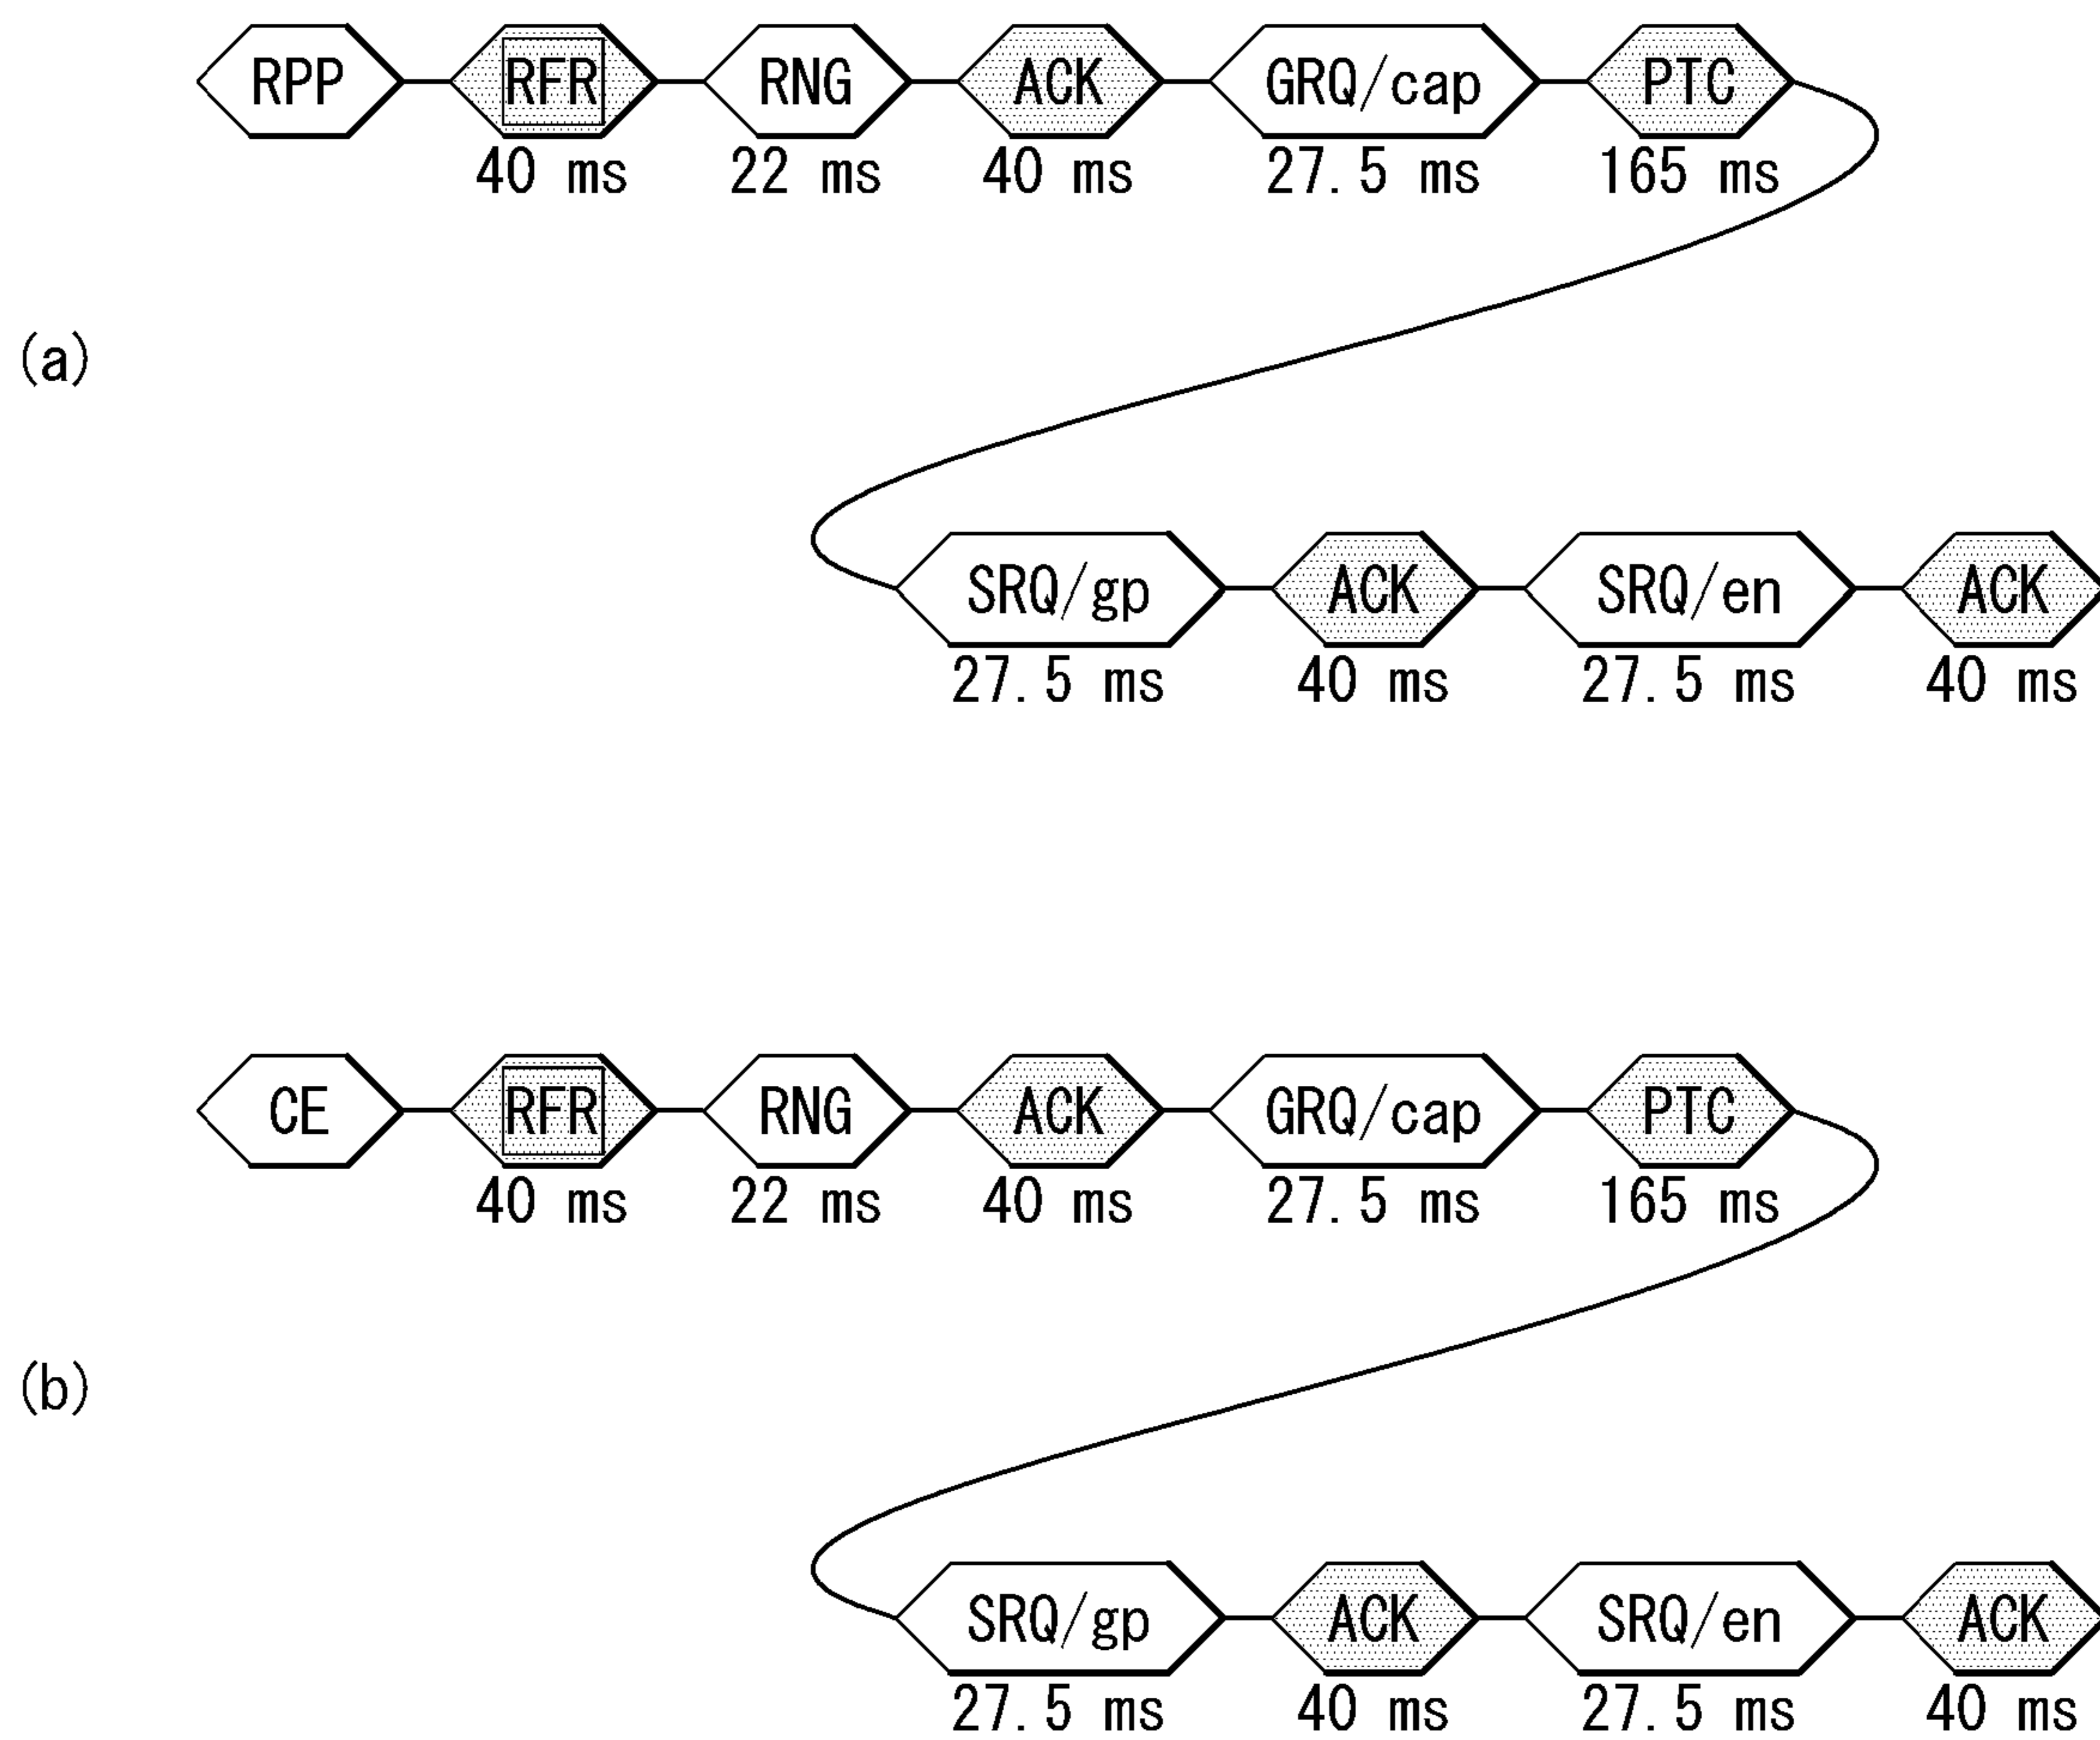 RPP RFR RNG ACK GRQ/cap PTC
40 ms 22 ms 40 ms 27.5 ms 165 ms
(a)
SRQ/gp ACK SRQ/en ACK
27.5 ms 40 ms 27.5 ms 40 ms
CE RFR RNG ACK GRQ/cap PTC
40 ms 22 ms 40 ms 27.5 ms 165 ms
(b)
SRQ/gp ACK SRQ/en ACK
27.5 ms 40 ms 27.5 ms 40 ms